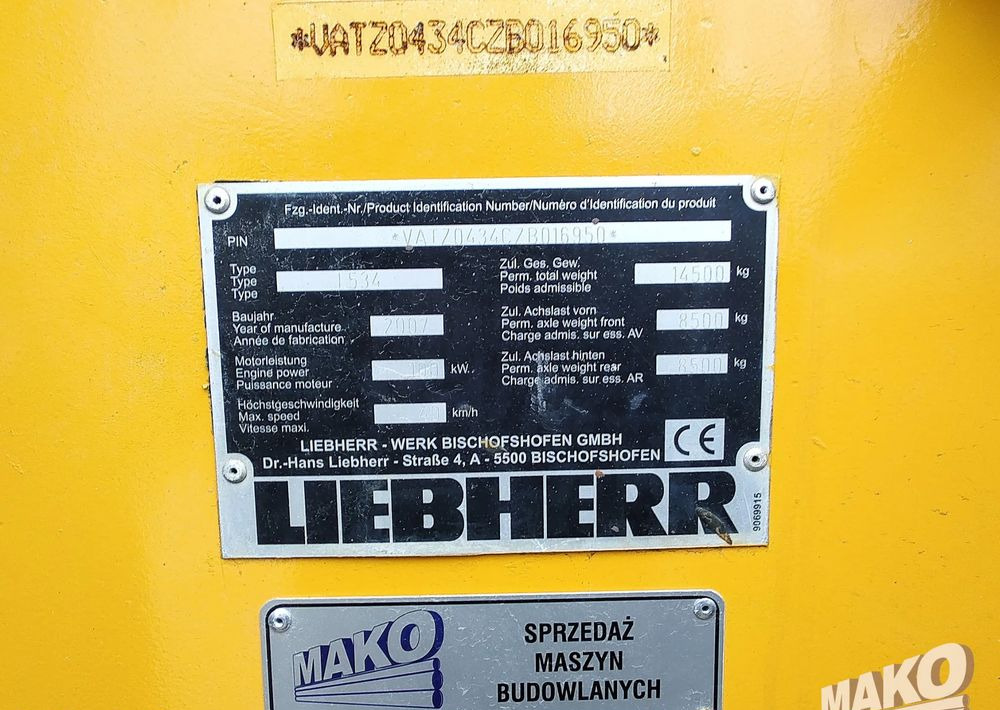 *VATZ0434CZB016950*
Fzg.-Ident.-Nr./Product Identification Number/Numéro d'Identification du produit
PIN *VATZ0434CZB016950*
Type
Type
Type
L534
Zul. Ges. Gew.
Perm. total weight
Poids admissible
14500 kg
Baujahr
Year of manufacture
Année de fabrication
2007
Zul. Achslast vorn
Perm. axle weight front
Charge admis. sur ess. AV
8500 kg
Motorleistung
Engine power
Puissance moteur
kW.
Zul. Achslast hinten
Perm. axle weight rear
Charge admis. sur ess. AR
8500 kg
Höchstgeschwindigkeit
Max. speed
Vitesse maxi.
km/h
LIEBHERR - WERK BISCHOFSHOFEN GMBH
Dr.-Hans Liebherr - Straße 4, A - 5500 BISCHOFSHOFEN
CE
LIEBHERR
9069915
MAKO
SPRZEDAŻ
MASZYN
BUDOWLANYCH
MAKO